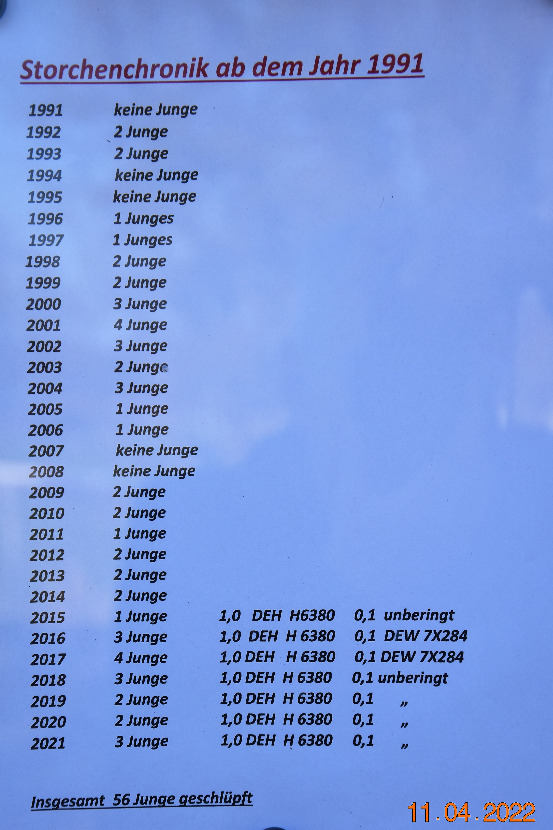 Storchenchronik ab dem Jahr 1991
1991 keine Junge
1992 2 Junge
1993 2 Junge
1994 keine Junge
1995 keine Junge
1996 1 Junges
1997 1 Junges
1998 2 Junge
1999 2 Junge
2000 3 Junge
2001 4 Junge
2002 3 Junge
2003 2 Junge
2004 3 Junge
2005 1 Junge
2006 1 Junge
2007 keine Junge
2008 keine Junge
2009 2 Junge
2010 2 Junge
2011 1 Junge
2012 2 Junge
2013 2 Junge
2014 2 Junge
2015 1 Junge 1,0 DEH H6380 0,1 unberingt
2016 3 Junge 1,0 DEH H 6380 0,1 DEW 7X284
2017 4 Junge 1,0 DEH H 6380 0,1 DEW 7X284
2018 3 Junge 1,0 DEH H 6380 0,1 unberingt
2019 2 Junge 1,0 DEH H 6380 0,1 „
2020 2 Junge 1,0 DEH H 6380 0,1 „
2021 3 Junge 1,0 DEH H 6380 0,1 „
Insgesamt 56 Junge geschlüpft
11.04.2022